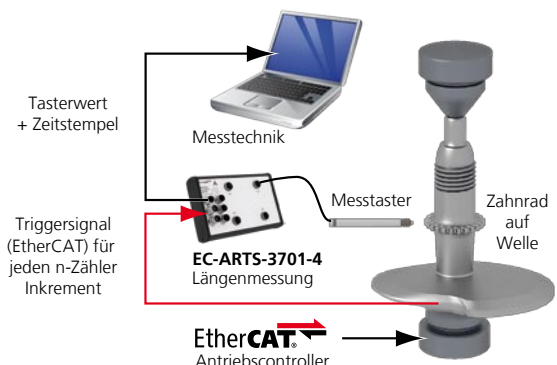 Tasterwert
+ Zeitstempel
Messtechnik
Messtaster
Zahnrad
auf
Welle
Triggersignal
(EtherCAT) für
jeden n-Zähler
Inkrement
EC-ARTS-3701-4
Längenmessung
EtherCAT®
Antriebscontroller